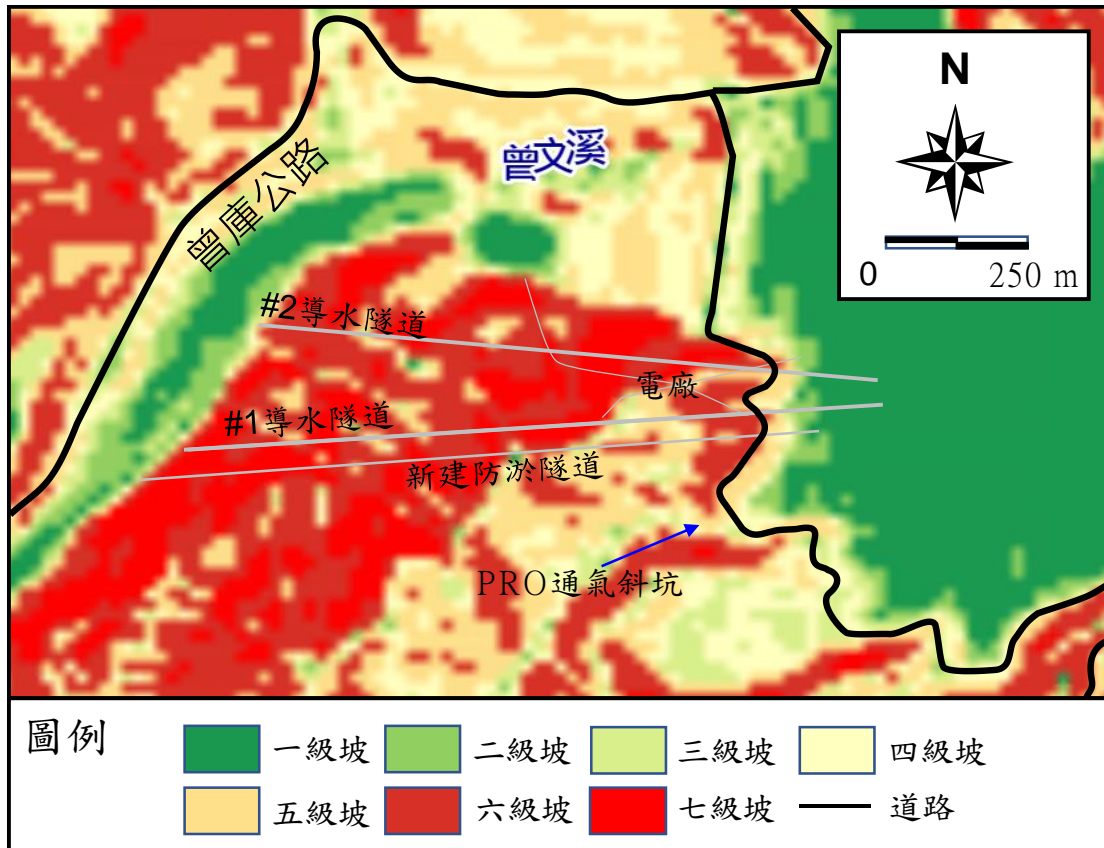 N
0 250 m
曾文溪
曾庫公路
#2導水隧道
電廠
#1導水隧道
新建防淤隧道
PRO通氣斜坑
圖例
一級坡 二級坡 三級坡 四級坡
五級坡 六級坡 七級坡 道路